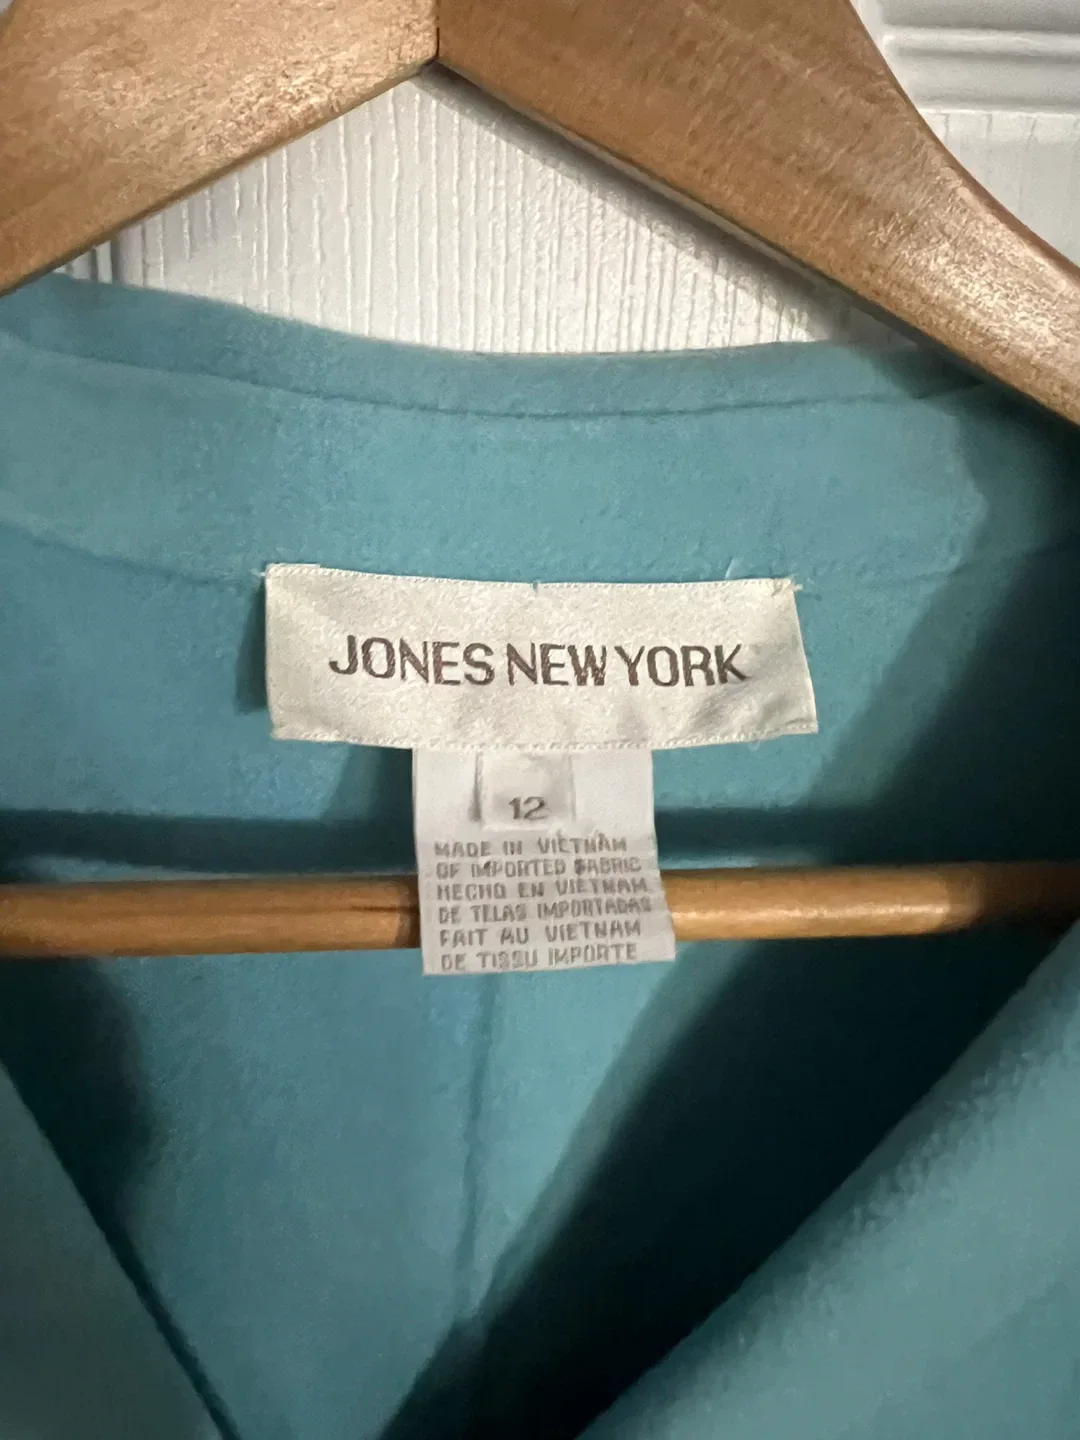 JONES NEW YORK
12
MADE IN VIETNAM
OF IMPORTED FABRIC
HECHO EN VIETNAM
DE TELAS IMPORTADAS
FAIT AU VIETNAM
DE TISSU IMPORTE